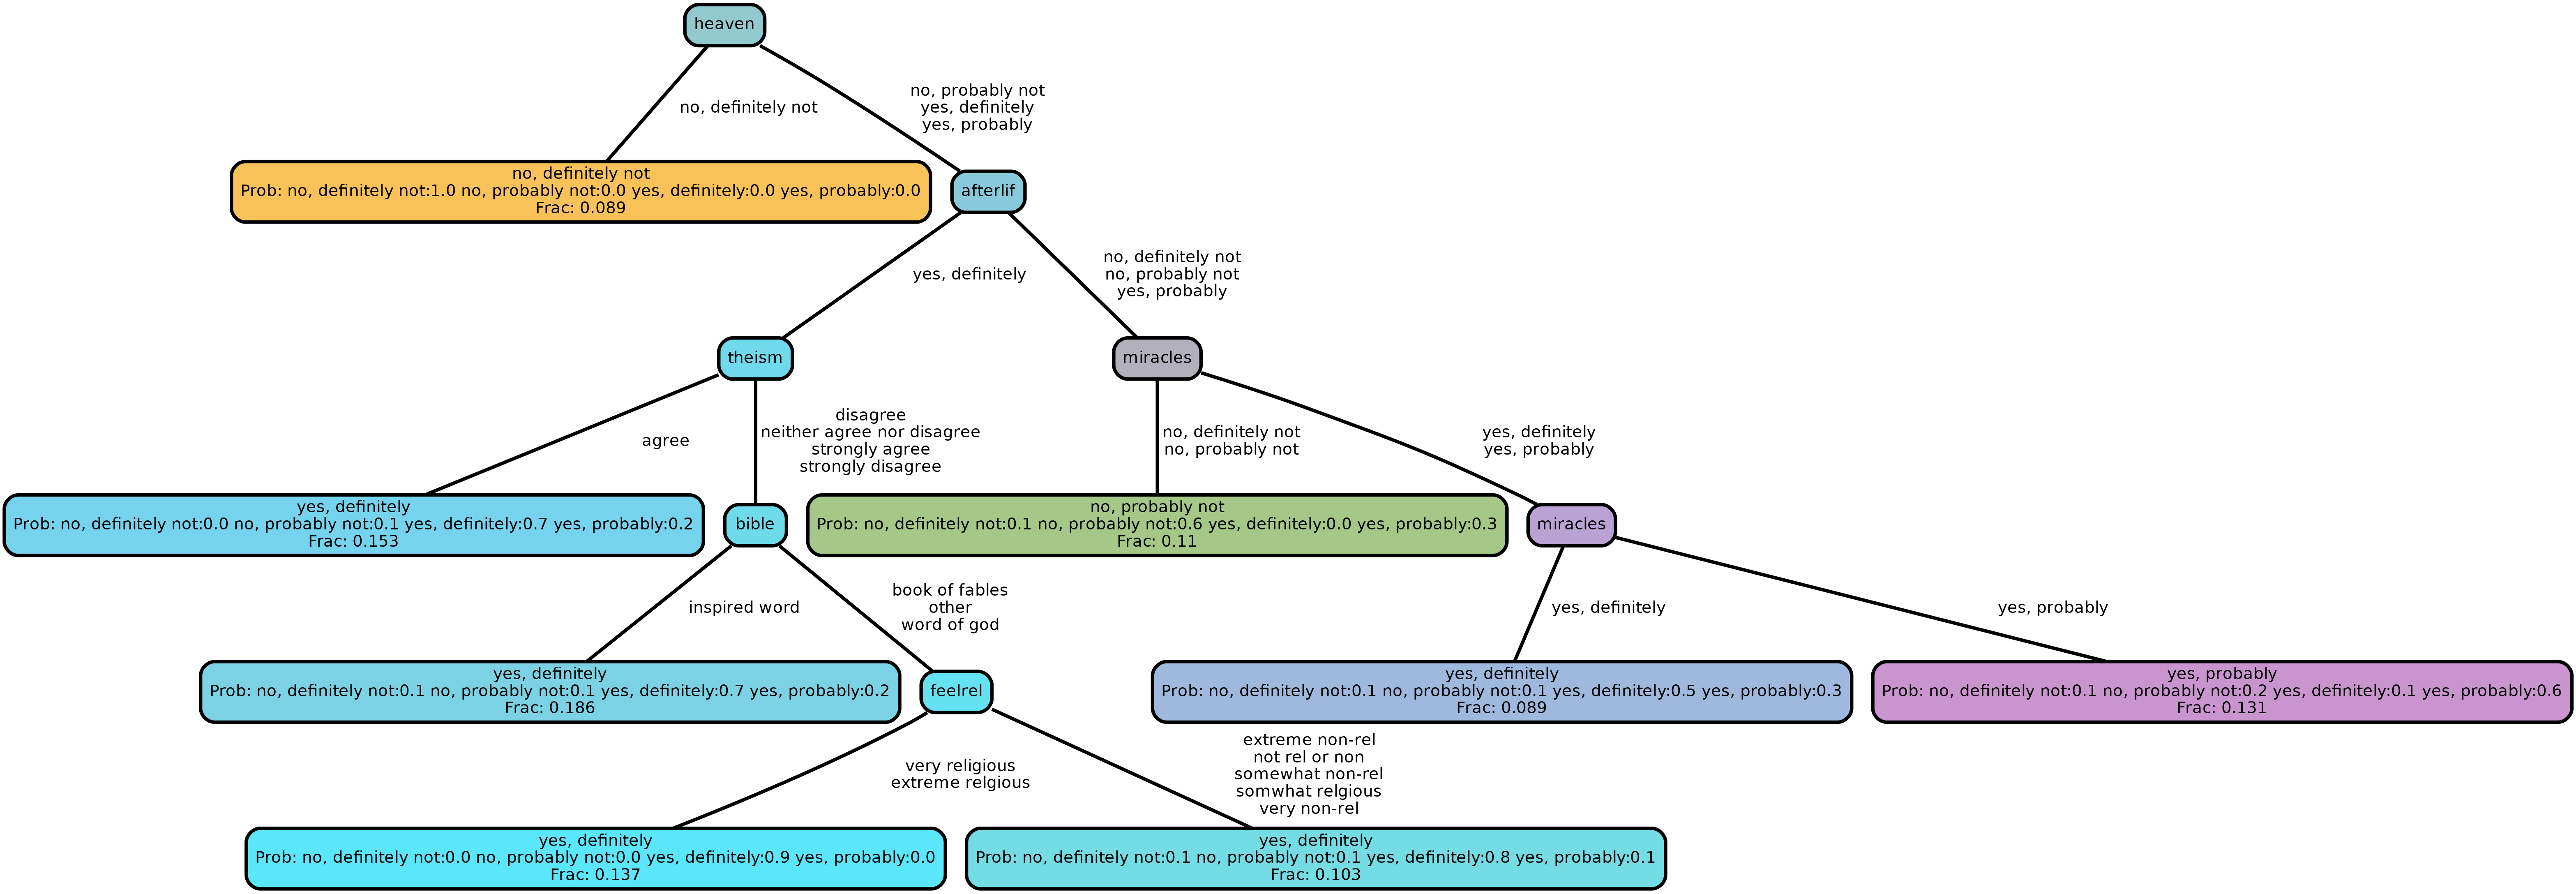 heaven
no, definitely not
no, probably not
yes, definitely
yes, probably
no, definitely not
Prob: no, definitely not:1.0 no, probably not:0.0 yes, definitely:0.0 yes, probably:0.0
Frac: 0.089
afterlif
yes, definitely
no, definitely not
no, probably not
yes, probably
theism
miracles
agree
disagree
neither agree nor disagree
strongly agree
strongly disagree
no, definitely not
no, probably not
yes, definitely
yes, probably
yes, definitely
Prob: no, definitely not:0.0 no, probably not:0.1 yes, definitely:0.7 yes, probably:0.2
Frac: 0.153
bible
no, probably not
Prob: no, definitely not:0.1 no, probably not:0.6 yes, definitely:0.0 yes, probably:0.3
Frac: 0.11
miracles
inspired word
book of fables
other
word of god
yes, definitely
yes, probably
yes, definitely
Prob: no, definitely not:0.1 no, probably not:0.1 yes, definitely:0.7 yes, probably:0.2
Frac: 0.186
feelrel
yes, definitely
Prob: no, definitely not:0.1 no, probably not:0.1 yes, definitely:0.5 yes, probably:0.3
Frac: 0.089
yes, probably
Prob: no, definitely not:0.1 no, probably not:0.2 yes, definitely:0.1 yes, probably:0.6
Frac: 0.131
very religious
extreme relgious
extreme non-rel
not rel or non
somewhat non-rel
somwhat relgious
very non-rel
yes, definitely
Prob: no, definitely not:0.0 no, probably not:0.0 yes, definitely:0.9 yes, probably:0.0
Frac: 0.137
yes, definitely
Prob: no, definitely not:0.1 no, probably not:0.1 yes, definitely:0.8 yes, probably:0.1
Frac: 0.103